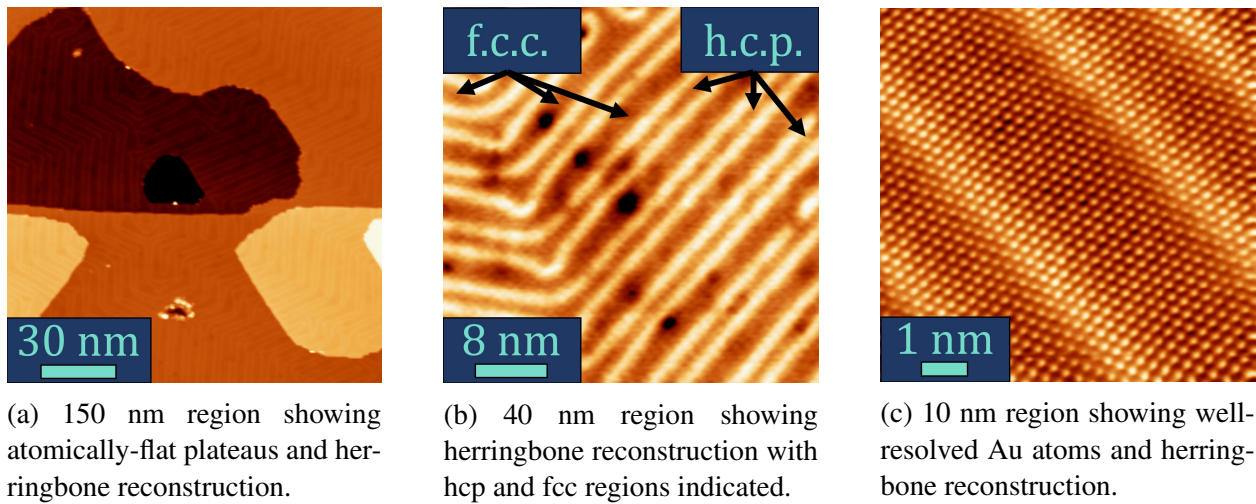 f.c.c.
h.c.p.
30 nm
8 nm
1 nm
(a) 150 nm region showing
atomically-flat plateaus and her-
ringbone reconstruction.
(b) 40 nm region showing
herringbone reconstruction with
hcp and fcc regions indicated.
(c) 10 nm region showing well-
resolved Au atoms and herring-
bone reconstruction.